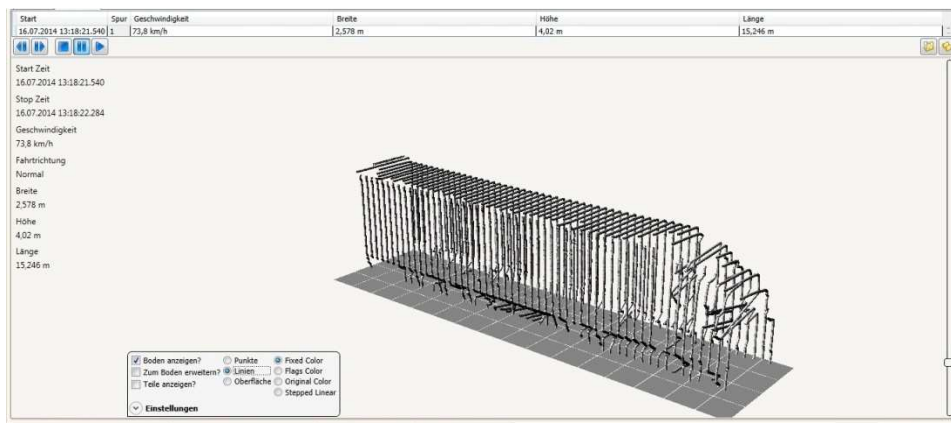 Start Spur Geschwindigkeit Breite Höhe Länge
16.07.2014 13:18:21.540 1 73,8 km/h 2,578 m 4,02 m 15,246 m
Start Zeit
16.07.2014 13:18:21.540
Stop Zeit
16.07.2014 13:18:22.284
Geschwindigkeit
73,8 km/h
Fahrtrichtung
Normal
Breite
2,578 m
Höhe
4,02 m
Länge
15,246 m
Boden anzeigen? Punkte Fixed Color
Zum Boden erweitern? Linien Flags Color
Teile anzeigen? Oberfläche Original Color
Stepped Linear
Einstellungen